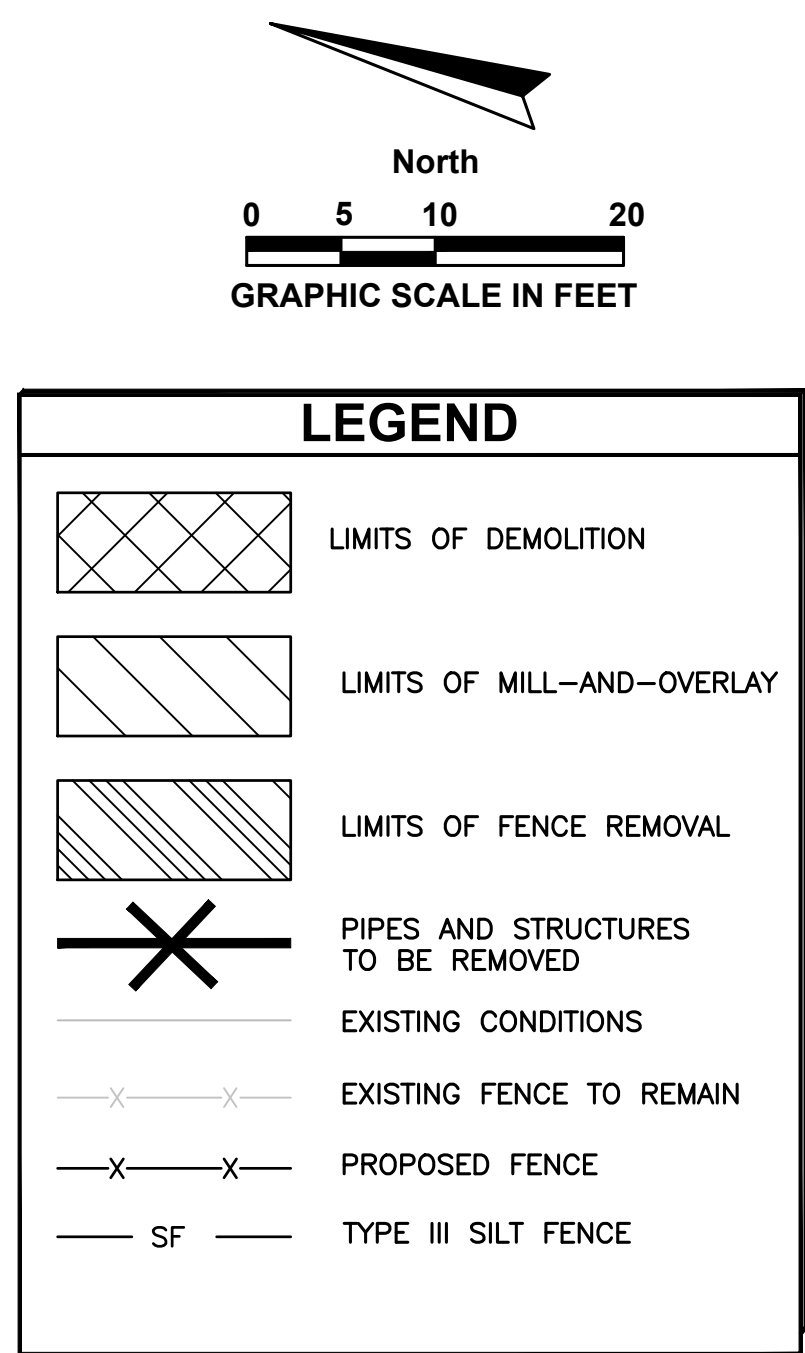 North
0 5 10 20
GRAPHIC SCALE IN FEET
LEGEND
LIMITS OF DEMOLITION
LIMITS OF MILL-AND-OVERLAY
LIMITS OF FENCE REMOVAL
PIPES AND STRUCTURES
TO BE REMOVED
EXISTING CONDITIONS
X X EXISTING FENCE TO REMAIN
X X PROPOSED FENCE
SF TYPE III SILT FENCE